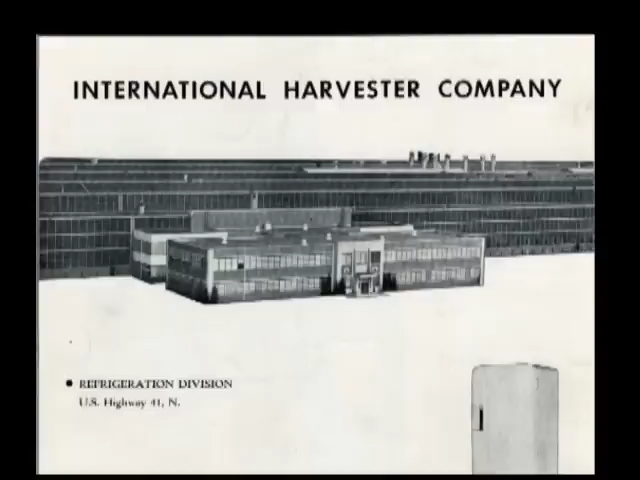 INTERNATIONAL HARVESTER COMPANY
REFRIGERATION DIVISION
U.S. Highway 41, N.